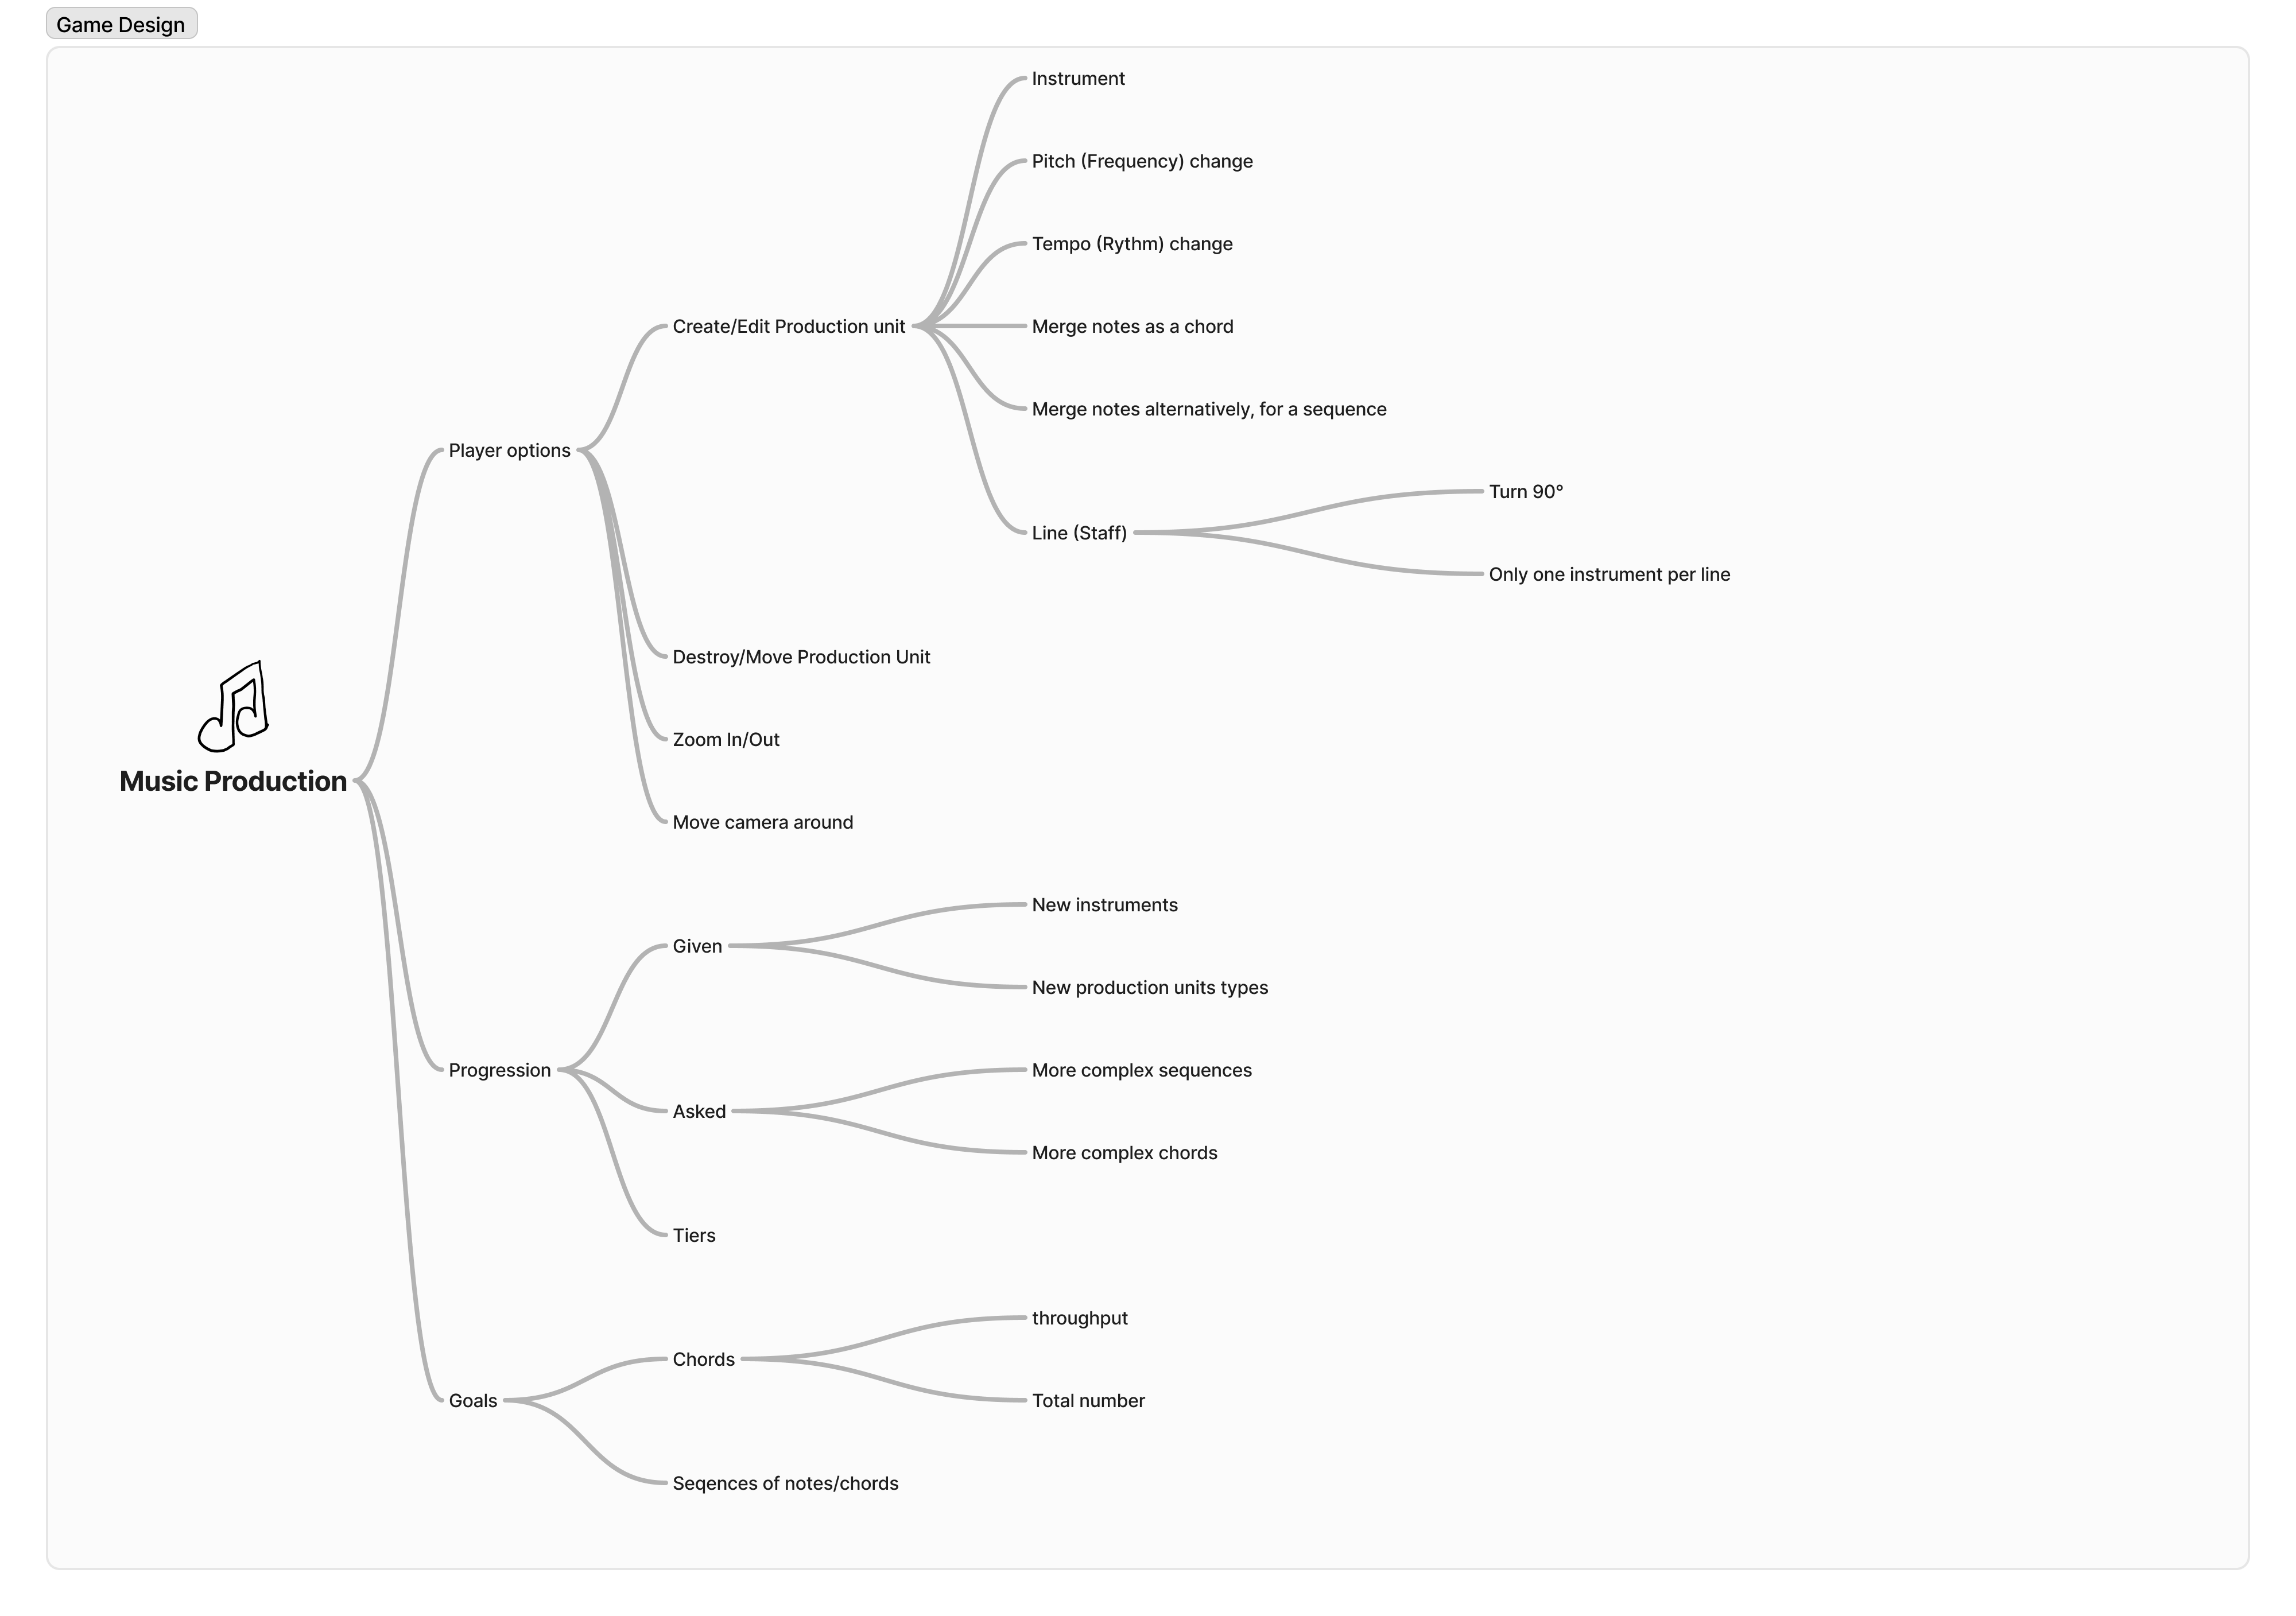 Game Design
Instrument
Pitch (Frequency) change
Tempo (Rythm) change
Create/Edit Production unit
Merge notes as a chord
Merge notes alternatively, for a sequence
Player options
Turn 90°
Line (Staff)
Only one instrument per line
Destroy/Move Production Unit
Zoom In/Out
Music Production
Move camera around
New instruments
Given
New production units types
Progression
More complex sequences
Asked
More complex chords
Tiers
throughput
Chords
Goals
Total number
Seqences of notes/chords